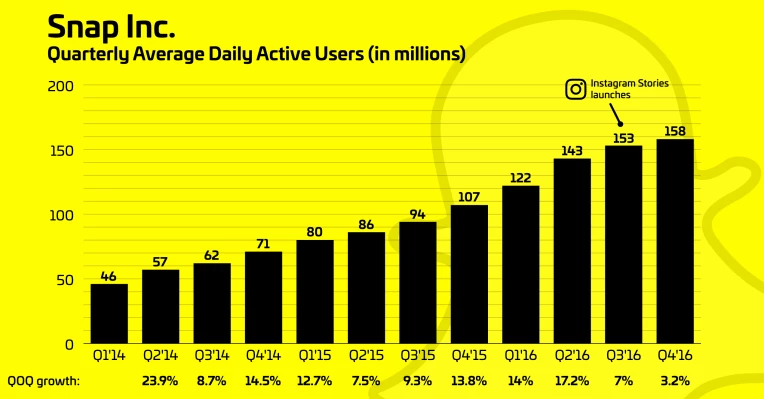 Snap Inc.
Quarterly Average Daily Active Users (in millions)
200
Instagram Stories
launches
150
100
50
0
46
57
62
71
80
86
94
107
122
143
153
158
Q1'14 Q2'14 Q3'14 Q4'14 Q1'15 Q2'15 Q3'15 Q4'15 Q1'16 Q2'16 Q3'16 Q4'16
QOQ growth: 23.9% 8.7% 14.5% 12.7% 7.5% 9.3% 13.8% 14% 17.2% 7% 3.2%